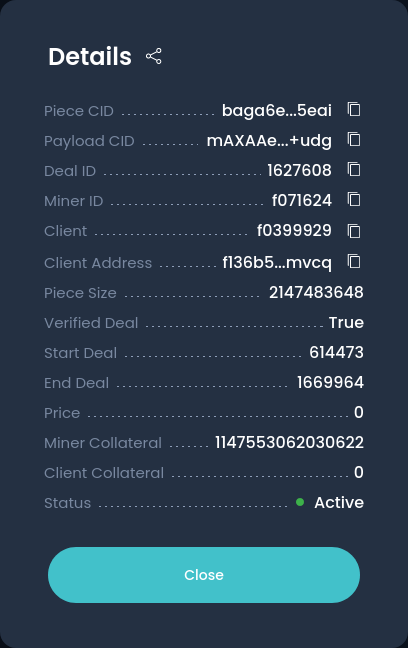 Details
Piece CID baga6e...5eai
Payload CID mAXAAe...+udg
Deal ID 1627608
Miner ID f071624
Client f0399929
Client Address f136b5...mvcq
Piece Size 2147483648
Verified Deal True
Start Deal 614473
End Deal 1669964
Price 0
Miner Collateral 1147553062030622
Client Collateral 0
Status Active
Close